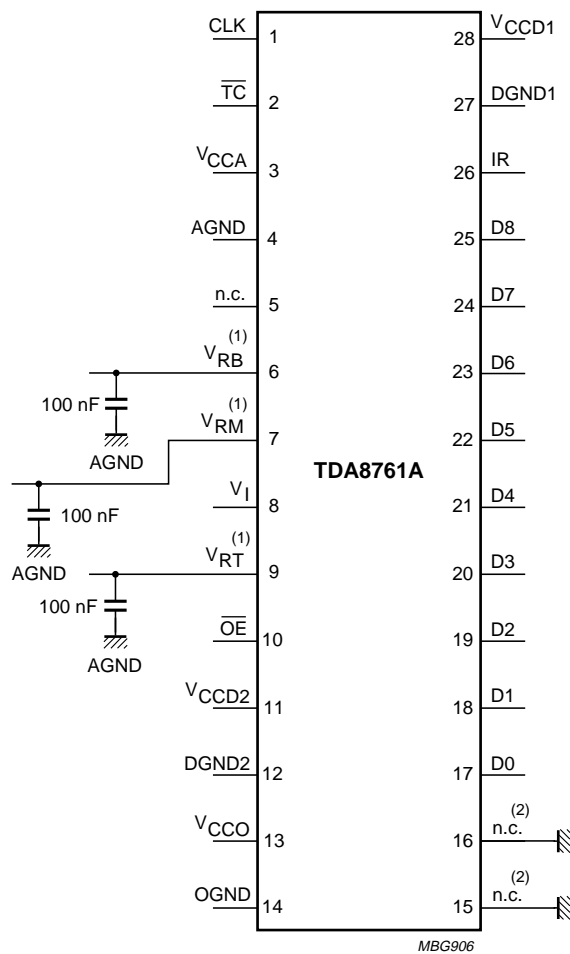 CLK 1 28 VCCD1
TC 2 27 DGND1
VCCA 3 26 IR
AGND 4 25 D8
n.c. 5 24 D7
VRB (1) 6 23 D6
100 nF
AGND
VRM (1) 7 22 D5
TDA8761A
VI 8 21 D4
100 nF
AGND
VRT (1) 9 20 D3
100 nF
AGND
OE 10 19 D2
VCCD2 11 18 D1
DGND2 12 17 D0
VCCO 13 16 n.c. (2)
OGND 14 15 n.c. (2)
MBG906